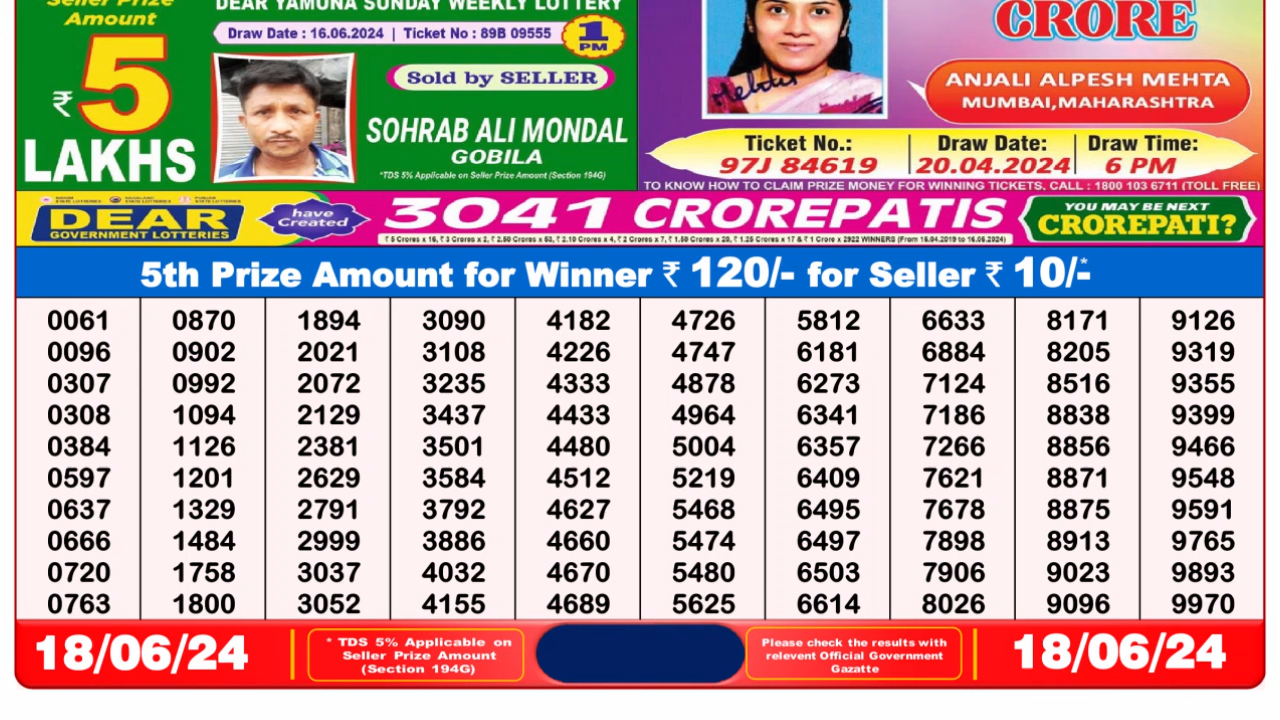 Seller Prize
Amount
₹5
LAKHS
DEAR YAMUNA SUNDAY WEEKLY LOTTERY
Draw Date : 16.06.2024 | Ticket No : 89B 09555
1
PM
Sold by SELLER
SOHRAB ALI MONDAL
GOBILA
*TDS 5% Applicable on Seller Prize Amount (Section 194G)
CRORE
ANJALI ALPESH MEHTA
MUMBAI,MAHARASHTRA
Ticket No.: Draw Date: Draw Time:
97J 84619 20.04.2024 6 PM
TO KNOW HOW TO CLAIM PRIZE MONEY FOR WINNING TICKETS. CALL : 1800 103 6711 (TOLL FREE)
DEAR
GOVERNMENT LOTTERIES
have
Created
3041 CROREPATIS
YOU MAY BE NEXT
CROREPATI?
5th Prize Amount for Winner ₹ 120/- for Seller ₹ 10/-*
0061 0870 1894 3090 4182 4726 5812 6633 8171 9126
0096 0902 2021 3108 4226 4747 6181 6884 8205 9319
0307 0992 2072 3235 4333 4878 6273 7124 8516 9355
0308 1094 2129 3437 4433 4964 6341 7186 8838 9399
0384 1126 2381 3501 4480 5004 6357 7266 8856 9466
0597 1201 2629 3584 4512 5219 6409 7621 8871 9548
0637 1329 2791 3792 4627 5468 6495 7678 8875 9591
0666 1484 2999 3886 4660 5474 6497 7898 8913 9765
0720 1758 3037 4032 4670 5480 6503 7906 9023 9893
0763 1800 3052 4155 4689 5625 6614 8026 9096 9970
18/06/24
* TDS 5% Applicable on
Seller Prize Amount
(Section 194G)
Please check the results with
relevent Official Government
Gazatte
18/06/24